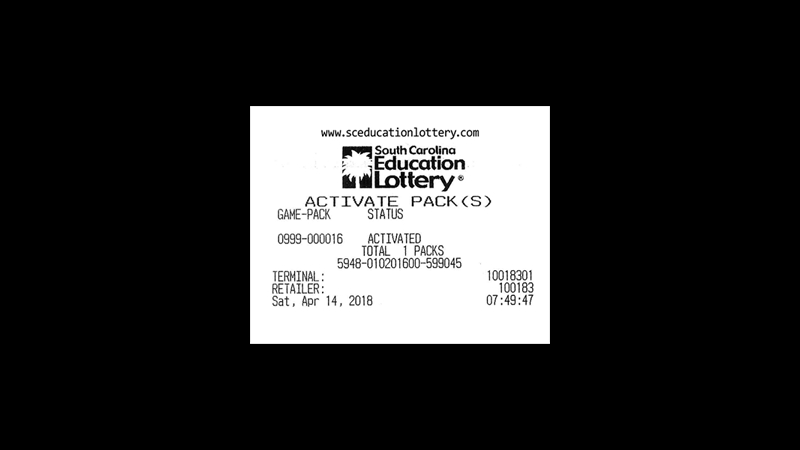 www.sceducationlottery.com
South Carolina
Education
Lottery®
ACTIVATE PACK(S)
GAME-PACK STATUS
0999-000016 ACTIVATED
TOTAL 1 PACKS
5948-010201600-599045
TERMINAL: 10018301
RETAILER: 100183
Sat, Apr 14, 2018 07:49:47